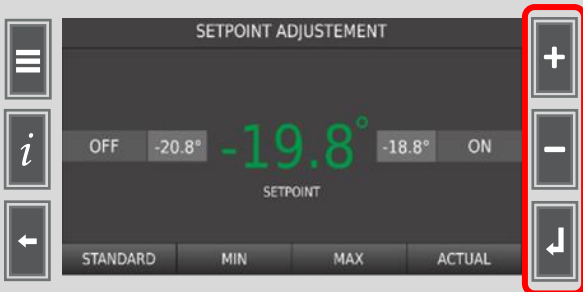 SETPOINT ADJUSTEMENT
+
i
OFF -20.8° -19.8° -18.8° ON
-
SETPOINT
STANDARD MIN MAX ACTUAL